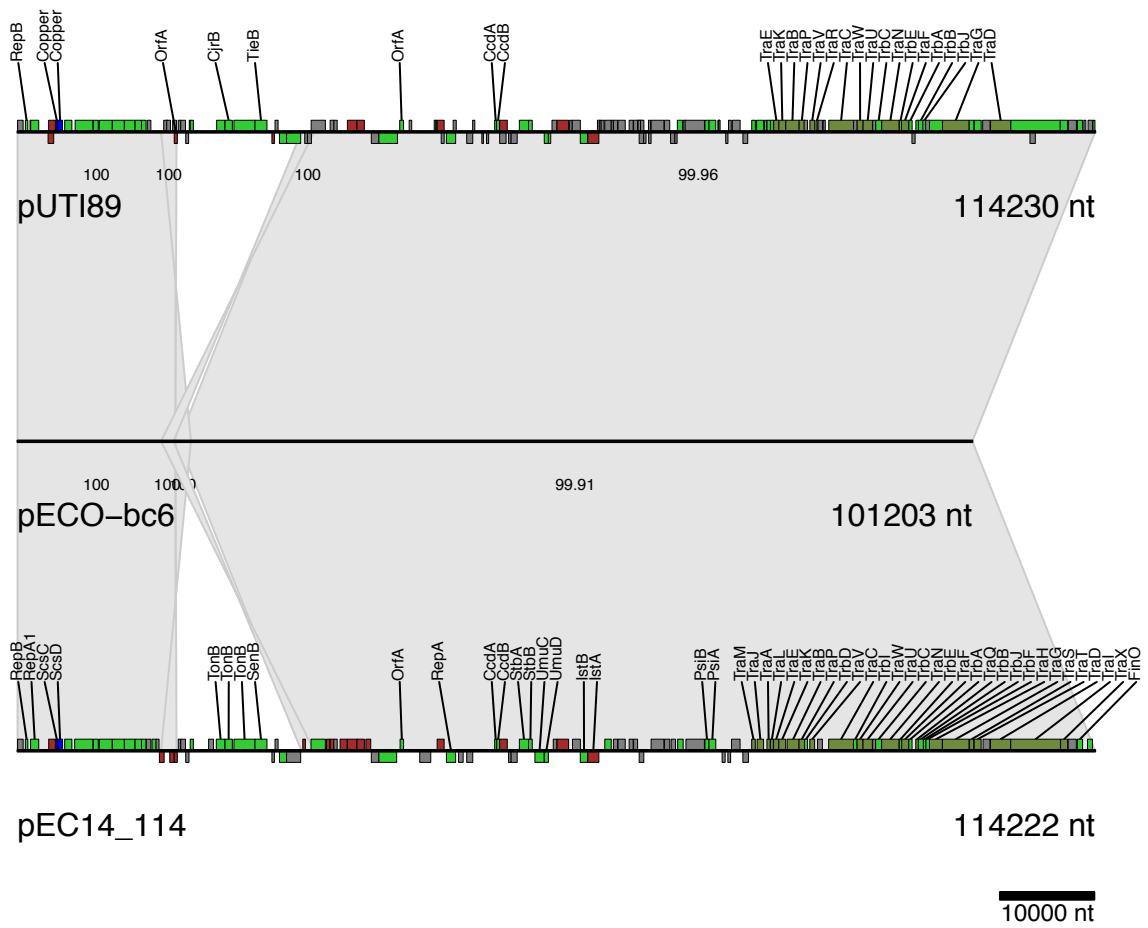 RepB
Copper
Copper
OrfA
CjrB
TieB
OrfA
CcdA
CcdB
TraE
TraK
TraB
TraP
TraV
TraR
TraC
TraW
TraU
TrbC
TraN
TrbE
TraF
TrbA
TrbB
TrbJ
TraG
TraD
100 100 100 99.96
pUTI89 114230 nt
100 99.91
pECO−bc6 101203 nt
RepB
RepA1
ScsC
ScsD
TonB
TonB
TonB
SenB
OrfA
RepA
CcdA
CcdB
StbA
StbB
UmuC
UmuD
IstB
IstA
PsiB
PsiA
TraM
TraJ
TraA
TraL
TraE
TraK
TraB
TraP
TrbD
TraV
TraC
TrbI
TraW
TraU
TrbC
TraN
TrbE
TraF
TrbA
TraQ
TrbB
TrbJ
TrbF
TraH
TraG
TraS
TraT
TraD
TraI
TraX
FinO
pEC14_114 114222 nt
10000 nt